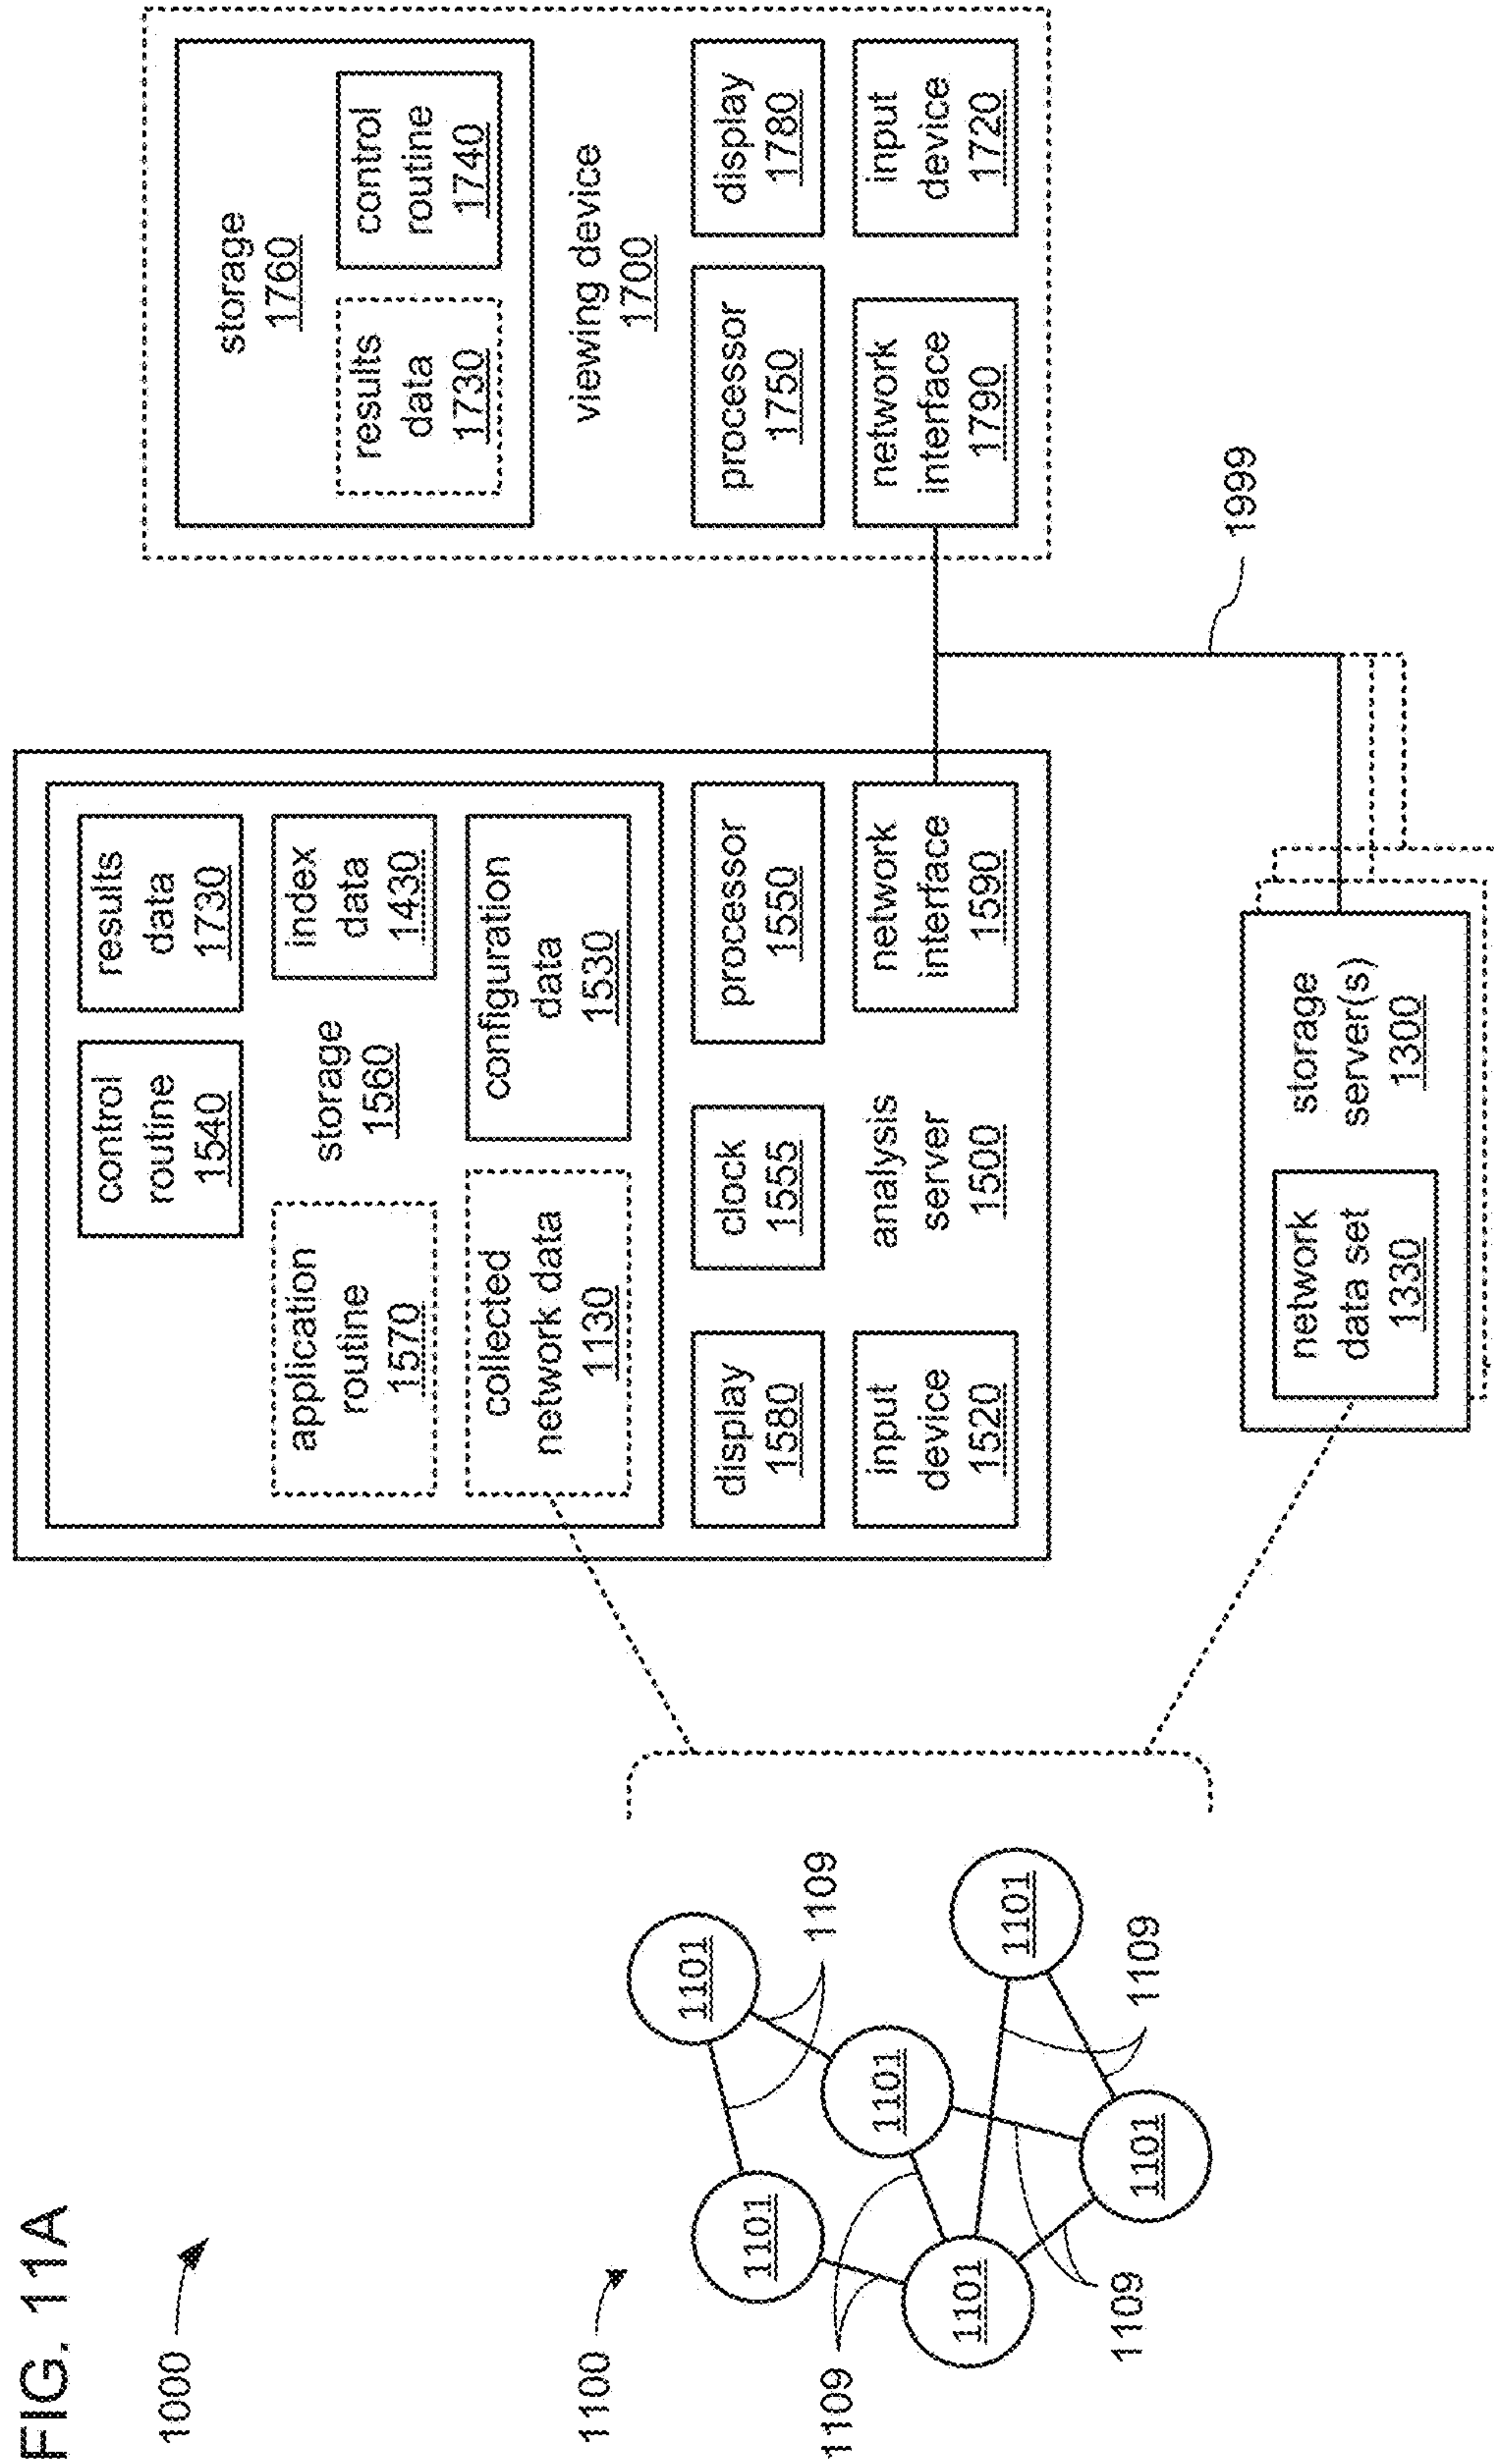 FIG. 11A
1000
control
routine
1540
results
data
1730
application
routine
1570
storage
1560
index
data
1430
collected
network data
1130
configuration
data
1530
display
1580
clock
1555
processor
1550
input
device
1520
analysis
server
1500
network
interface
1590
storage
1760
results
data
1730
control
routine
1740
viewing device
1700
processor
1750
display
1780
network
interface
1790
input
device
1720
1999
1100
1101
1101
1101
1101
1101
1101
1109
1109
1109
1109
network
data set
1330
storage
server(s)
1300